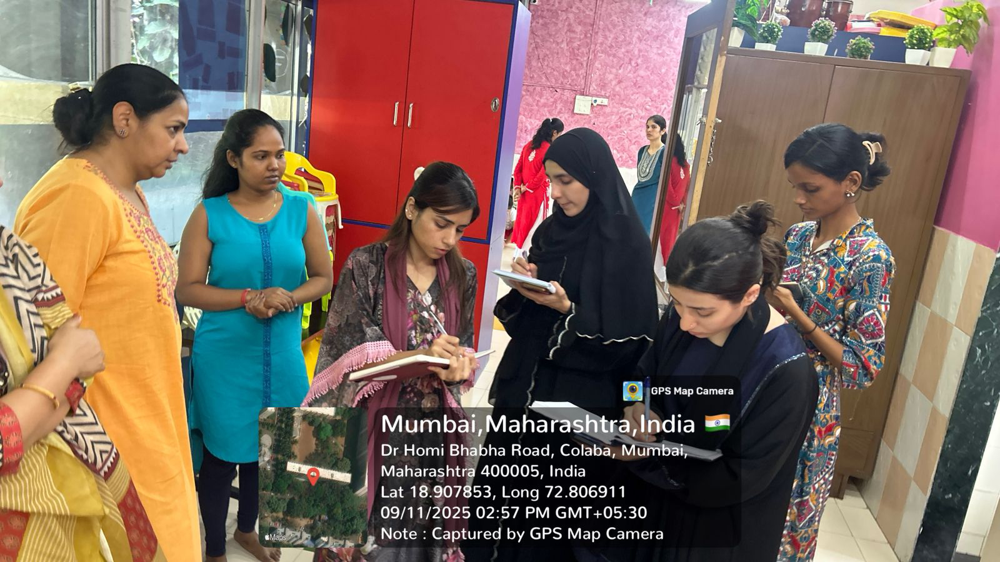 GPS Map Camera
Mumbai,Maharashtra,India
Dr Homi Bhabha Road, Colaba, Mumbai,
Maharashtra 400005, India
Lat 18.907853, Long 72.806911
09/11/2025 02:57 PM GMT+05:30
Note : Captured by GPS Map Camera
Maps